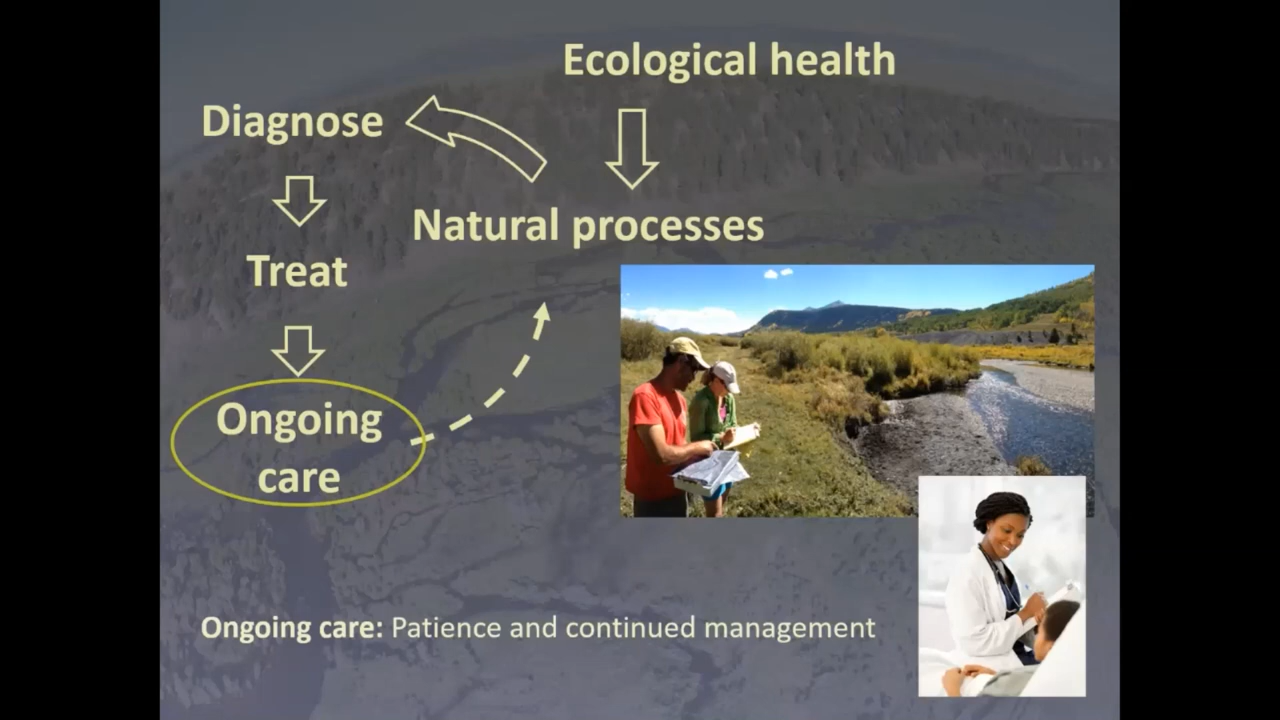 Ecological health
Diagnose
Natural processes
Treat
Ongoing
care
Ongoing care: Patience and continued management